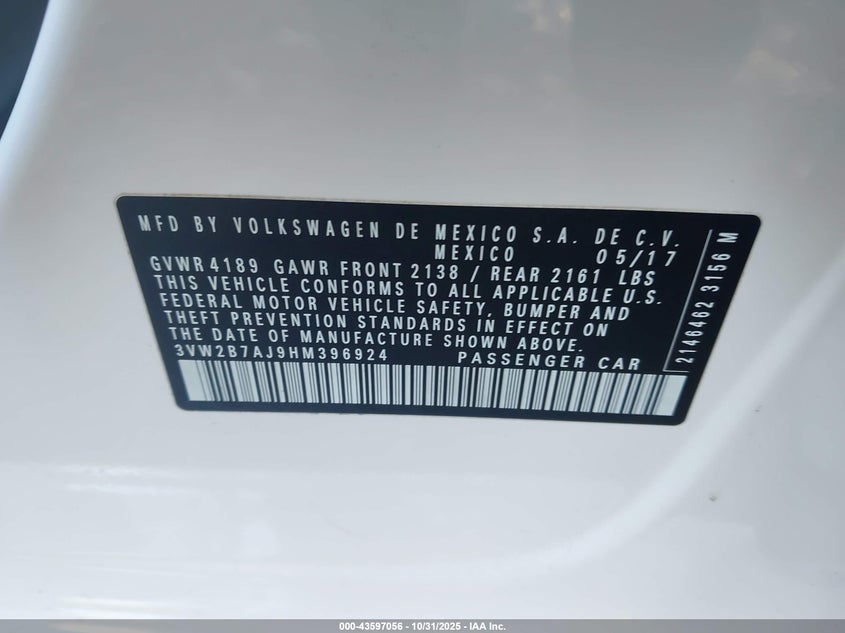 MFD BY VOLKSWAGEN DE MEXICO S.A. DE C.V.
MEXICO 05/17
GVWR 4189 GAWR FRONT 2138 / REAR 2161 LBS
THIS VEHICLE CONFORMS TO ALL APPLICABLE U.S.
FEDERAL MOTOR VEHICLE SAFETY, BUMPER AND
THEFT PREVENTION STANDARDS IN EFFECT ON
THE DATE OF MANUFACTURE SHOWN ABOVE.
3VW2B7AJ9HM396924 PASSENGER CAR
2146462 3156 M
000-43597056 - 10/31/2025 - IAA Inc.